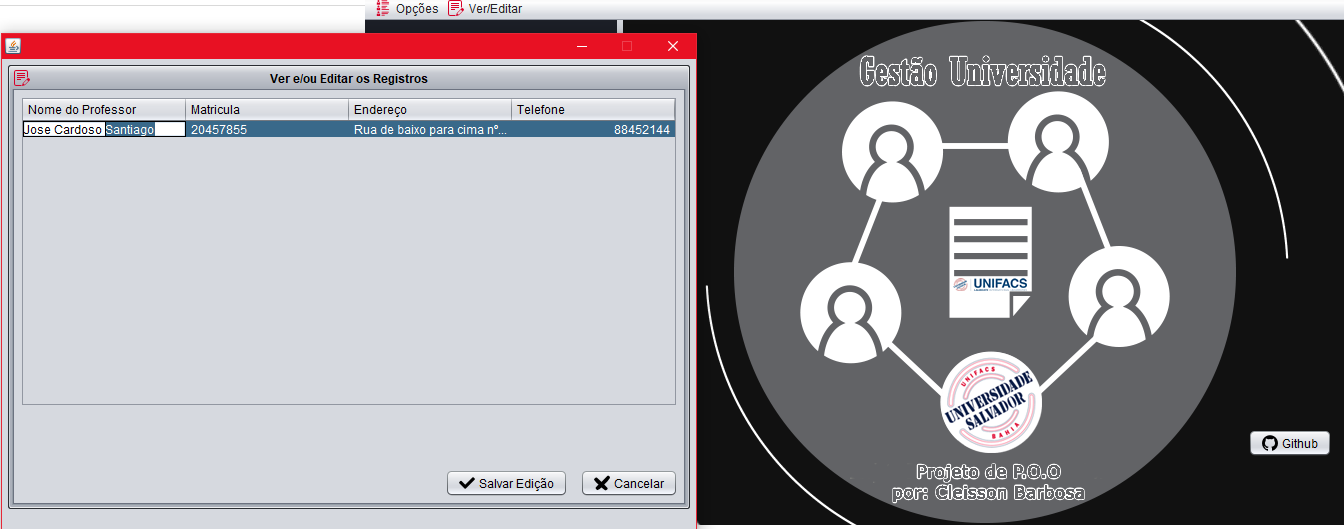 Opções Ver/Editar
Ver e/ou Editar os Registros
Nome do Professor Matricula Endereço Telefone
Jose Cardoso Santiago 20457855 Rua de baixo para cima nº... 88452144
Salvar Edição Cancelar
Gestão Universidade
UNIFACS
UNIFACS
UNIVERSIDADE
SALVADOR
BAHIA
Github
Projeto de P.O.O
por: Cleisson Barbosa